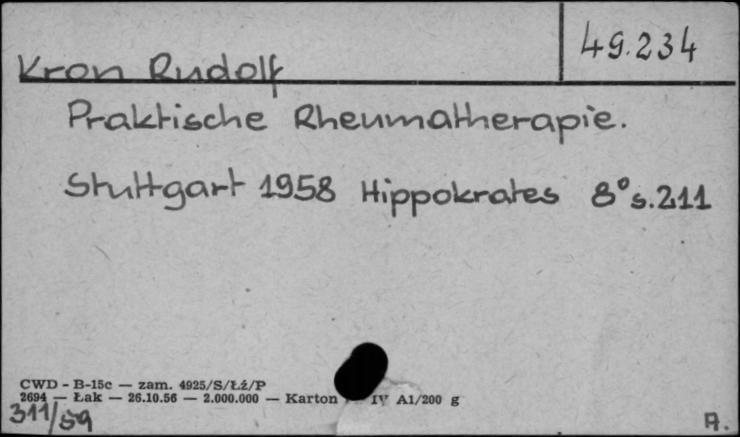 49.234
Kron Rudolf
Praktische Rheumatherapie.
Stuttgart 1958 Hippokrates 8° s.211
CWD - B-15c — zam. 4925/S/Łź/P
2694 — Łak — 26.10.56 — 2.000.000 — Karton IV A1/200 g
311/59
A.